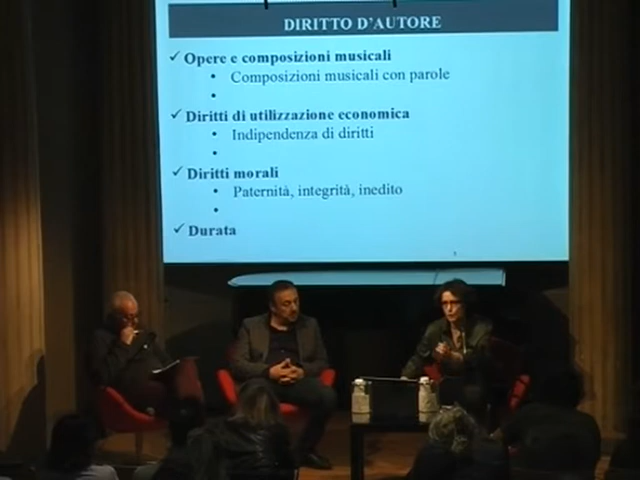 DIRITTO D'AUTORE
✓ Opere e composizioni musicali
• Composizioni musicali con parole
•
✓ Diritti di utilizzazione economica
• Indipendenza di diritti
•
✓ Diritti morali
• Paternità, integrità, inedito
•
✓ Durata